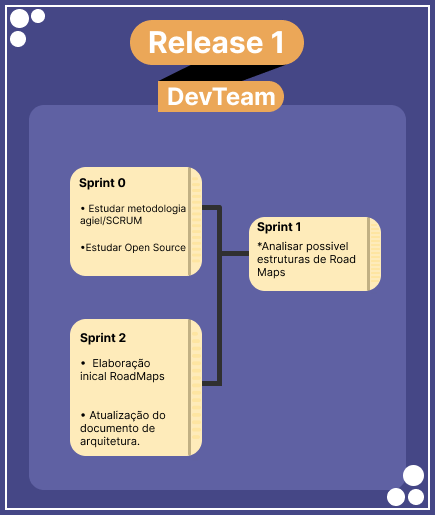 Release 1
DevTeam
Sprint 0
• Estudar metodologia
agiel/SCRUM
•Estudar Open Source
Sprint 1
*Analisar possivel
estruturas de Road
Maps
Sprint 2
• Elaboração
inical RoadMaps
• Atualização do
documento de
arquitetura.